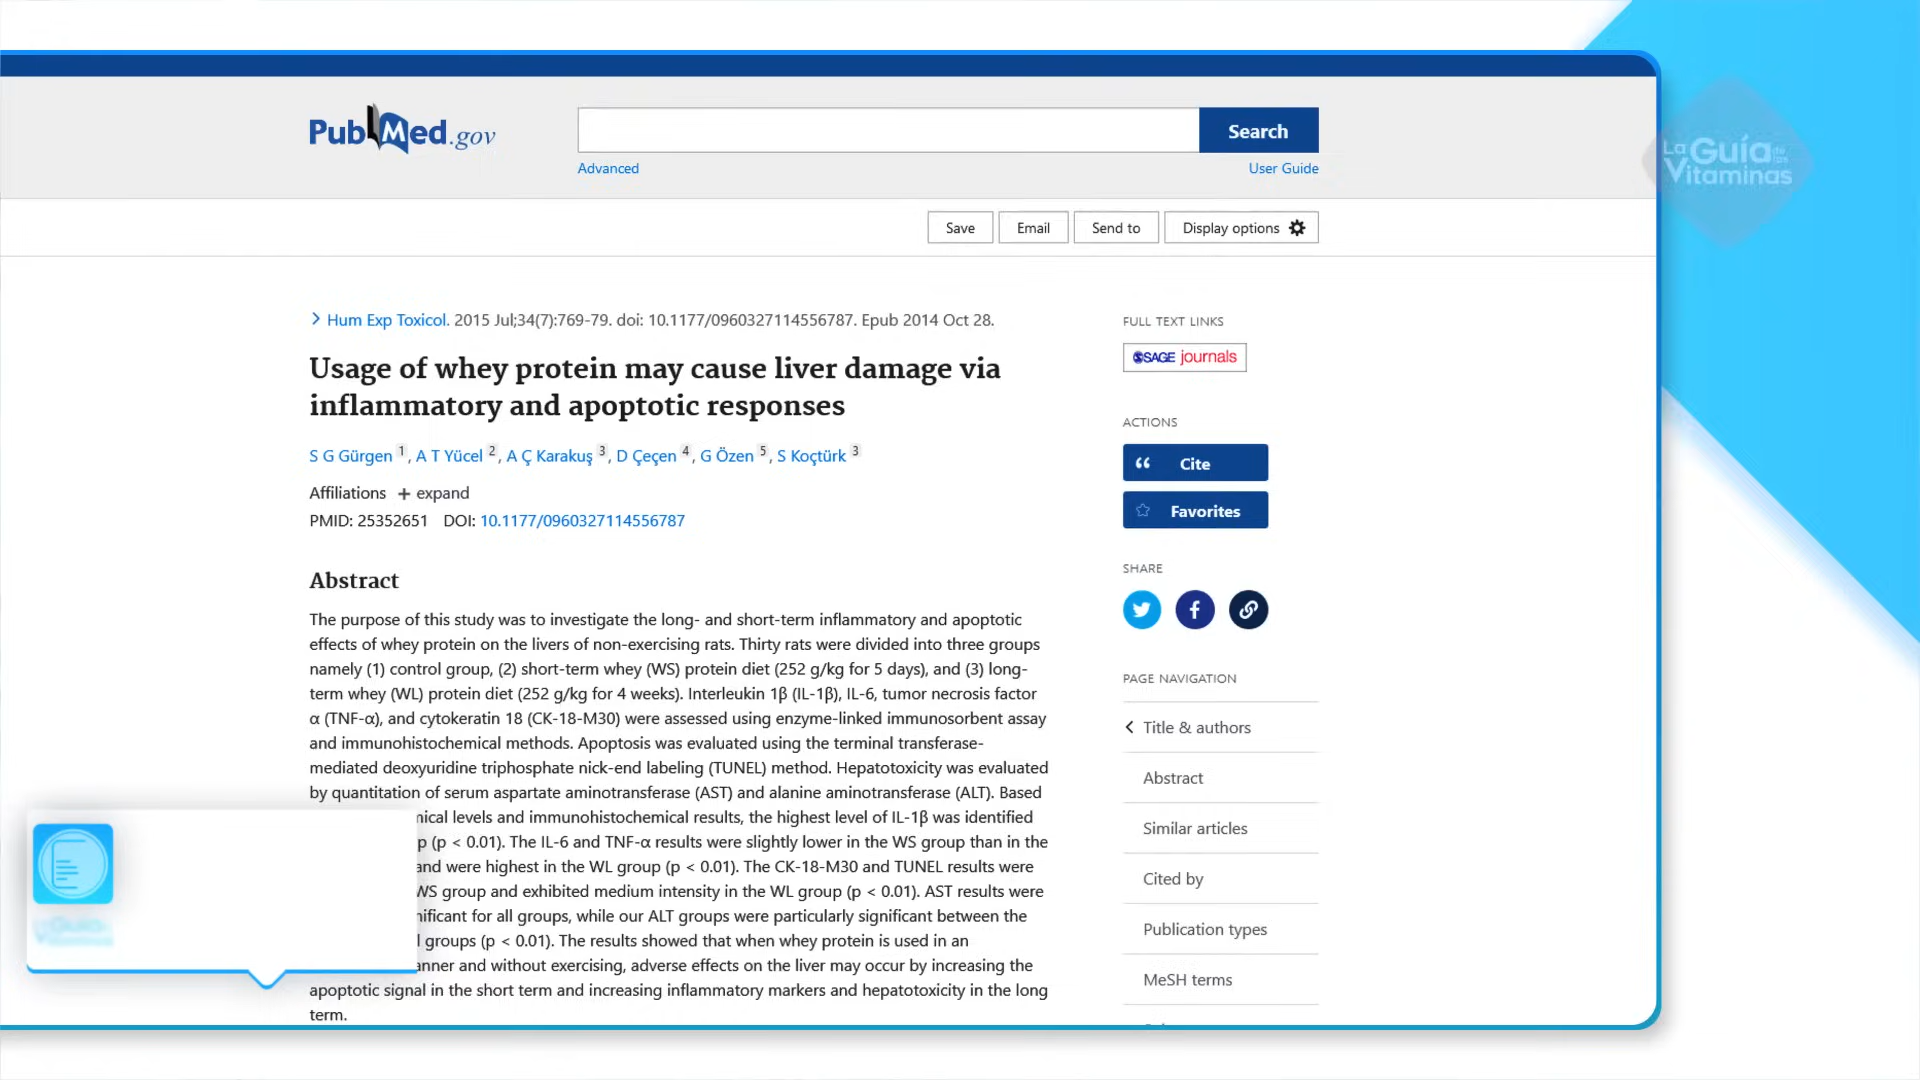 PubMed.gov
Search
Advanced
User Guide
La Guía de las Vitaminas
Save
Email
Send to
Display options
Hum Exp Toxicol. 2015 Jul;34(7):769-79. doi: 10.1177/0960327114556787. Epub 2014 Oct 28.
Usage of whey protein may cause liver damage via
inflammatory and apoptotic responses
S G Gürgen 1, A T Yücel 2, A Ç Karakuş 3, D Çeçen 4, G Özen 5, S Koçtürk 3
Affiliations + expand
PMID: 25352651 DOI: 10.1177/0960327114556787
Abstract
The purpose of this study was to investigate the long- and short-term inflammatory and apoptotic
effects of whey protein on the livers of non-exercising rats. Thirty rats were divided into three groups
namely (1) control group, (2) short-term whey (WS) protein diet (252 g/kg for 5 days), and (3) long-
term whey (WL) protein diet (252 g/kg for 4 weeks). Interleukin 1β (IL-1β), IL-6, tumor necrosis factor
α (TNF-α), and cytokeratin 18 (CK-18-M30) were assessed using enzyme-linked immunosorbent assay
and immunohistochemical methods. Apoptosis was evaluated using the terminal transferase-
mediated deoxyuridine triphosphate nick-end labeling (TUNEL) method. Hepatotoxicity was evaluated
by quantitation of serum aspartate aminotransferase (AST) and alanine aminotransferase (ALT). Based
nical levels and immunohistochemical results, the highest level of IL-1β was identified
p (p < 0.01). The IL-6 and TNF-α results were slightly lower in the WS group than in the
and were highest in the WL group (p < 0.01). The CK-18-M30 and TUNEL results were
WS group and exhibited medium intensity in the WL group (p < 0.01). AST results were
nificant for all groups, while our ALT groups were particularly significant between the
l groups (p < 0.01). The results showed that when whey protein is used in an
anner and without exercising, adverse effects on the liver may occur by increasing the
apoptotic signal in the short term and increasing inflammatory markers and hepatotoxicity in the long
term.
FULL TEXT LINKS
SAGE journals
ACTIONS
Cite
Favorites
SHARE
PAGE NAVIGATION
Title & authors
Abstract
Similar articles
Cited by
Publication types
MeSH terms